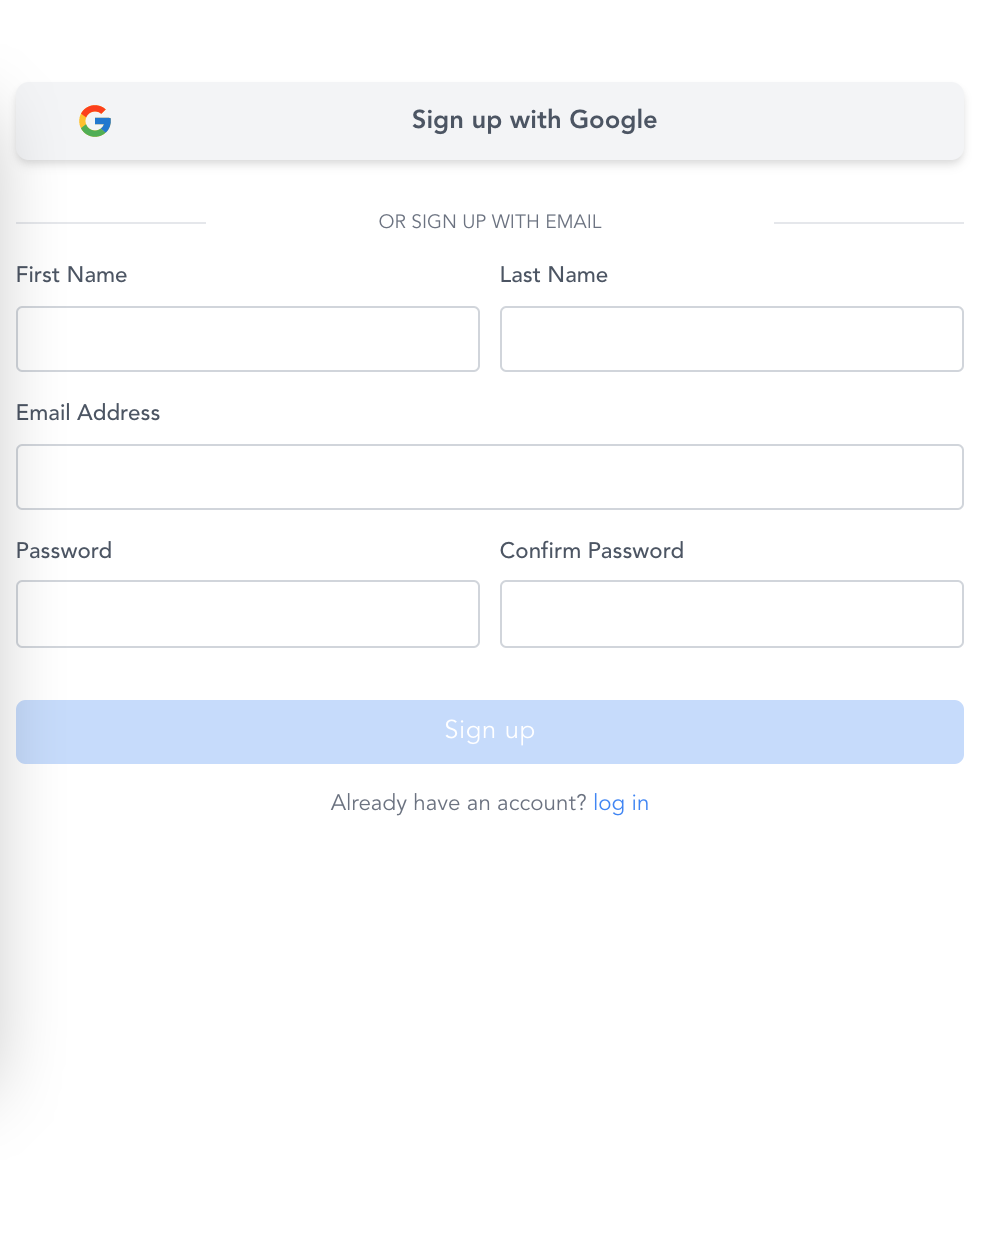 Sign up with Google
OR SIGN UP WITH EMAIL
First Name
Last Name
Email Address
Password
Confirm Password
Sign up
Already have an account? log in